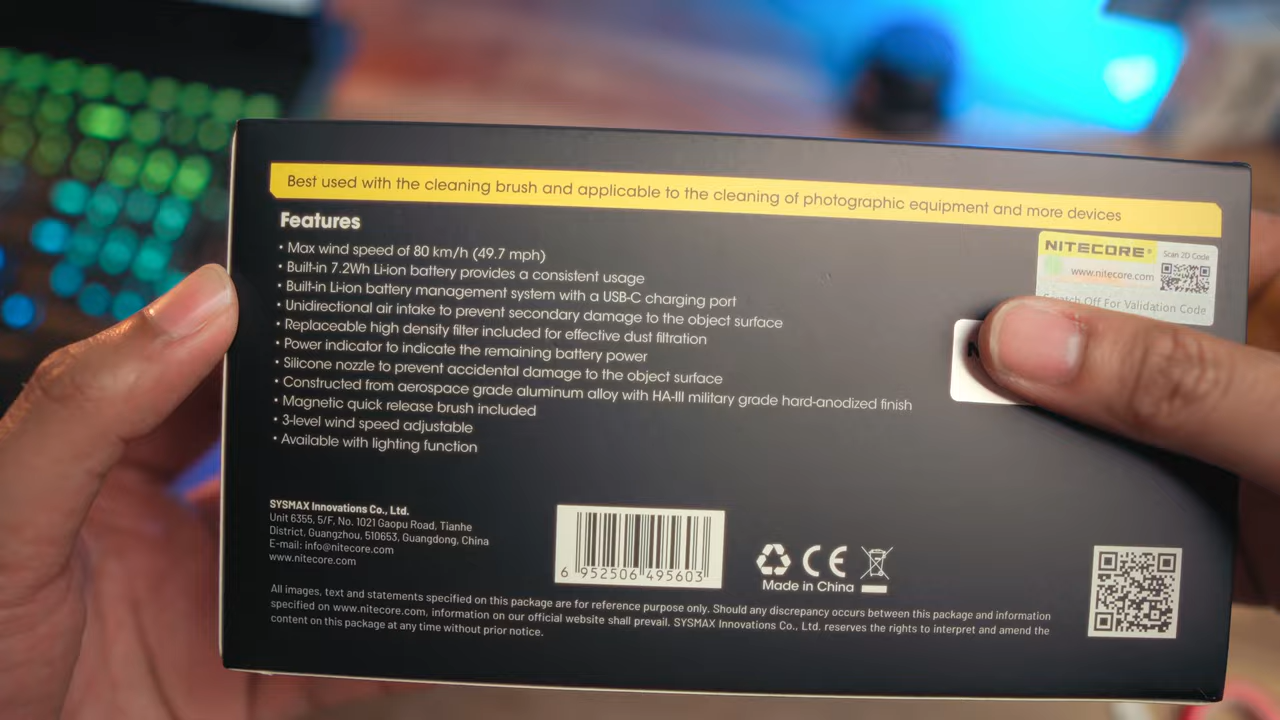 Best used with the cleaning brush and applicable to the cleaning of photographic equipment and more devices
Features
• Max wind speed of 80 km/h (49.7 mph)
• Built-in 7.2Wh Li-ion battery provides a consistent usage
• Built-in Li-ion battery management system with a USB-C charging port
• Unidirectional air intake to prevent secondary damage to the object surface
• Replaceable high density filter included for effective dust filtration
• Power indicator to indicate the remaining battery power
• Silicone nozzle to prevent accidental damage to the object surface
• Constructed from aerospace grade aluminum alloy with HA-III military grade hard-anodized finish
• Magnetic quick release brush included
• 3-level wind speed adjustable
• Available with lighting function
NITECORE®
Scan 2D Code
www.nitecore.com
Off For Validation Code
SYSMAX Innovations Co., Ltd.
Unit 6355, 5/F, No. 1021 Gaopu Road, Tianhe
District, Guangzhou, 510653, Guangdong, China
E-mail: info@nitecore.com
www.nitecore.com
6 952506 495603
CE
Made in China
All images, text and statements specified on this package are for reference purpose only. Should any discrepancy occurs between this package and information
specified on www.nitecore.com, information on our official website shall prevail. SYSMAX Innovations Co., Ltd. reserves the rights to interpret and amend the
content on this package at any time without prior notice.